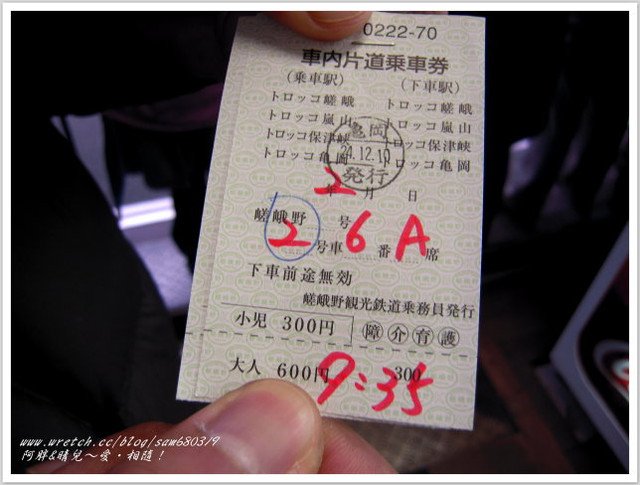 0222-70
車内片道乗車券
(乗車駅) (下車駅)
トロッコ嵯峨 トロッコ嵯峨
トロッコ嵐山 トロッコ嵐山
トロッコ保津峡 トロッコ保津峡
トロッコ亀岡 トロッコ亀岡
亀岡
24.12.10
発行
2
年 月 日
嵯峨野 号
2 号車 6 番 A 席
下車前途無効
嵯峨野観光鉄道乗務員発行
小児 300円 障 介 育 護
大人 600円 300
9:35
www.wretch.cc/blog/sam680319
阿胖&晴兒～愛‧相隨!